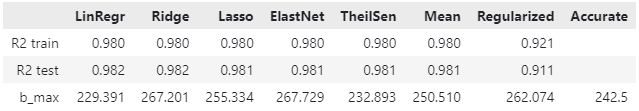 LinRegr Ridge Lasso ElastNet TheilSen Mean Regularized Accurate
R2 train 0.980 0.980 0.980 0.980 0.980 0.980 0.921
R2 test 0.982 0.982 0.981 0.981 0.981 0.981 0.911
b_max 229.391 267.201 255.334 267.729 232.893 250.510 262.074 242.5